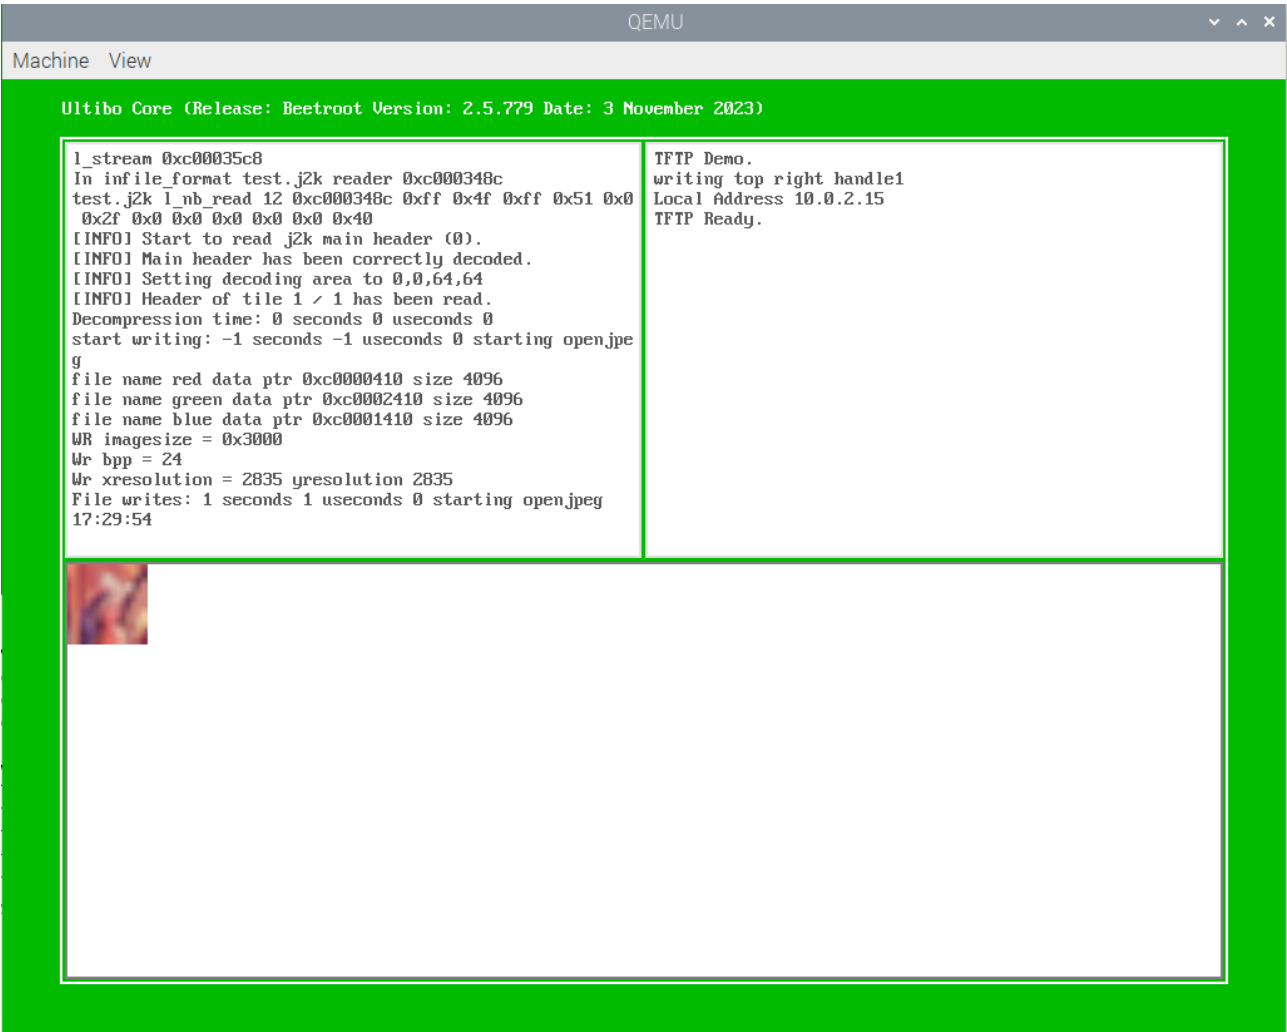 QEMU
Machine View
Ultibo Core (Release: Beetroot Version: 2.5.779 Date: 3 November 2023)
l_stream 0xc00035c8
In infile_format test.j2k reader 0xc000348c
test.j2k l_nb_read 12 0xc000348c 0xff 0x4f 0xff 0x51 0x0
0x2f 0x0 0x0 0x0 0x0 0x0 0x40
[INFO] Start to read j2k main header (0).
[INFO] Main header has been correctly decoded.
[INFO] Setting decoding area to 0,0,64,64
[INFO] Header of tile 1 / 1 has been read.
Decompression time: 0 seconds 0 useconds 0
start writing: -1 seconds -1 useconds 0 starting openjpe
g
file name red data ptr 0xc0000410 size 4096
file name green data ptr 0xc0002410 size 4096
file name blue data ptr 0xc0001410 size 4096
WR imagesize = 0x3000
Wr bpp = 24
Wr xresolution = 2835 yresolution 2835
File writes: 1 seconds 1 useconds 0 starting openjpeg
17:29:54
TFTP Demo.
writing top right handle1
Local Address 10.0.2.15
TFTP Ready.